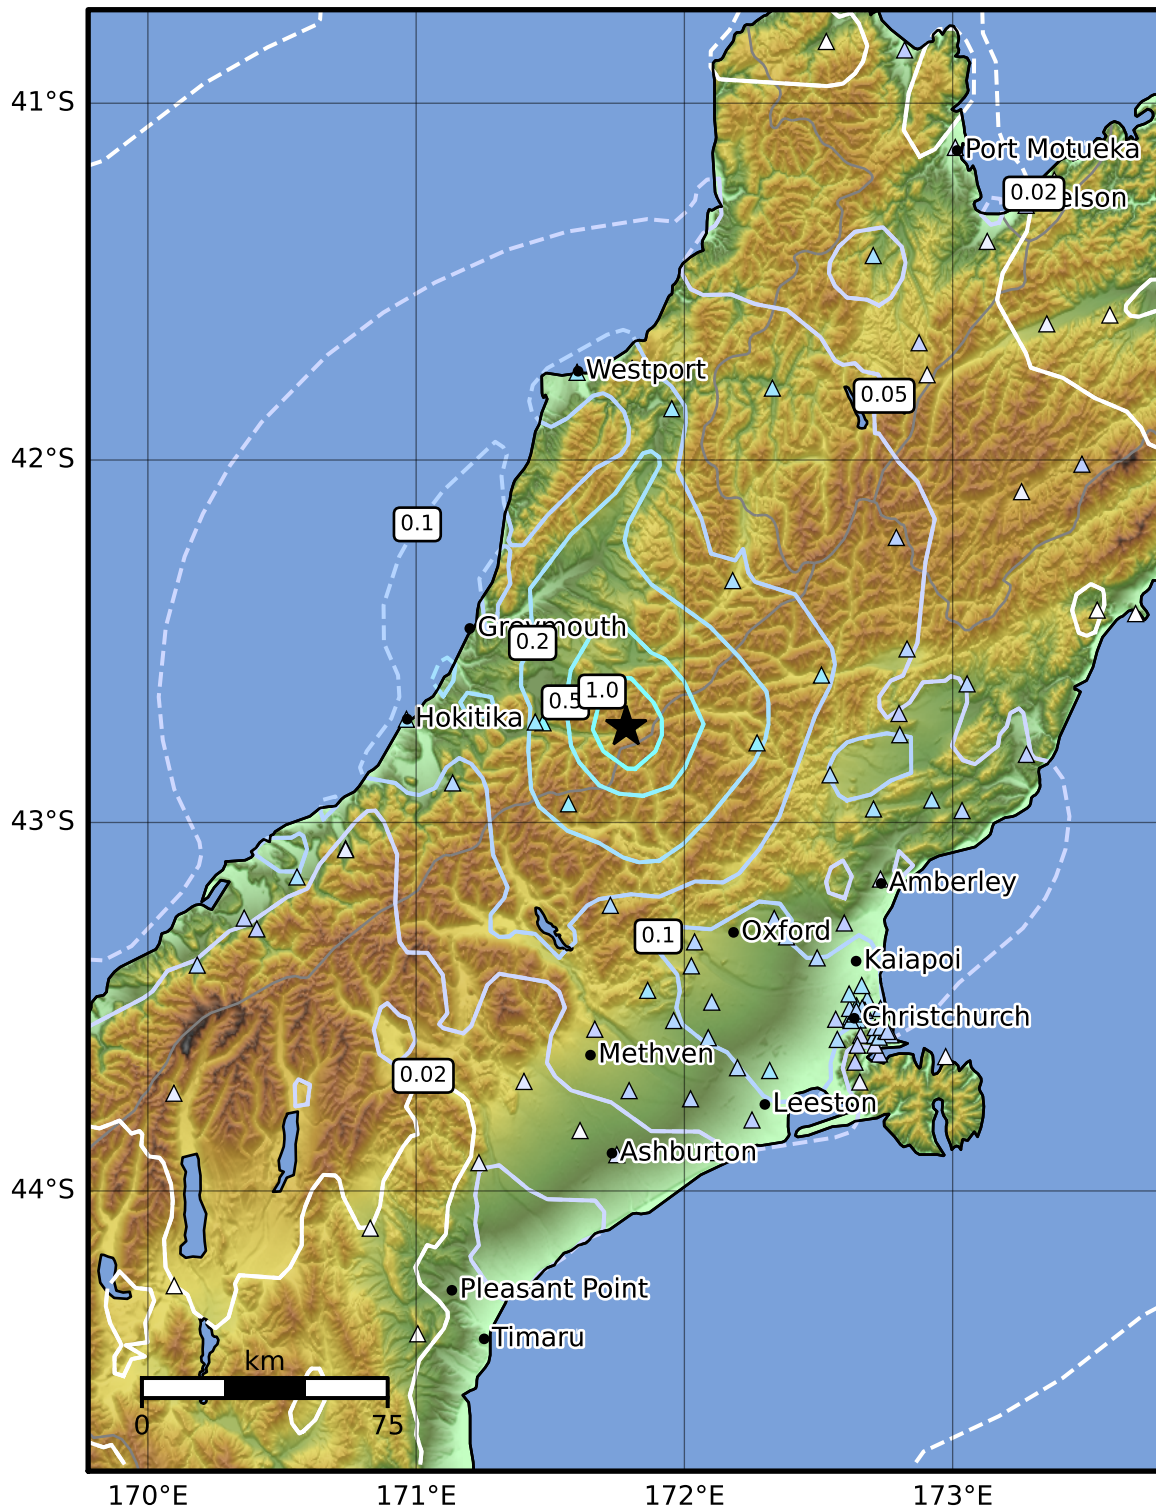 41°S
Port Motueka
0.02
elson
Westport
0.05
42°S
0.1
Greymouth
0.2
0.5
1.0
Hokitika
43°S
Amberley
0.1
Oxford
Kaiapoi
Christchurch
Methven
0.02
Leeston
Ashburton
44°S
Pleasant Point
Timaru
km
0
75
170°E
171°E
172°E
173°E